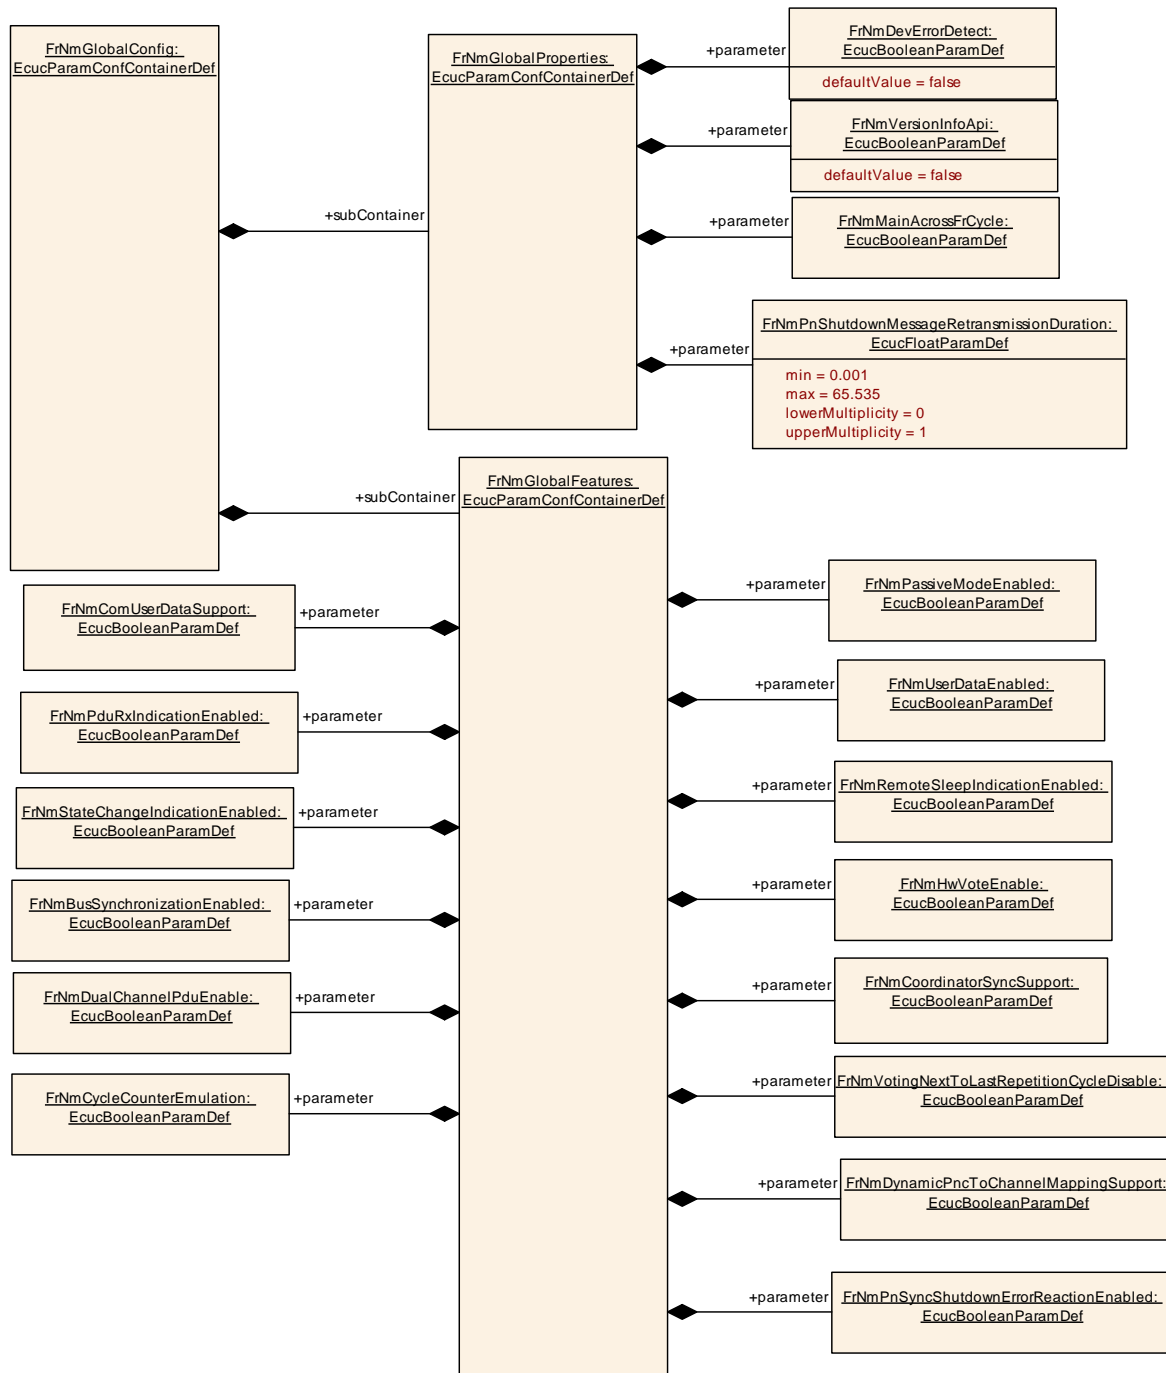 FrNmGlobalConfig:
EcucParamConfContainerDef
+subContainer
FrNmGlobalProperties:
EcucParamConfContainerDef
+parameter
FrNmDevErrorDetect:
EcucBooleanParamDef
defaultValue = false
+parameter
FrNmVersionInfoApi:
EcucBooleanParamDef
defaultValue = false
+parameter
FrNmMainAcrossFrCycle:
EcucBooleanParamDef
+parameter
FrNmPnShutdownMessageRetransmissionDuration:
EcucFloatParamDef
min = 0.001
max = 65.535
lowerMultiplicity = 0
upperMultiplicity = 1
+subContainer
FrNmGlobalFeatures:
EcucParamConfContainerDef
FrNmComUserDataSupport:
EcucBooleanParamDef
+parameter
FrNmPduRxIndicationEnabled:
EcucBooleanParamDef
+parameter
FrNmStateChangeIndicationEnabled:
EcucBooleanParamDef
+parameter
FrNmBusSynchronizationEnabled:
EcucBooleanParamDef
+parameter
FrNmDualChannelPduEnable:
EcucBooleanParamDef
+parameter
FrNmCycleCounterEmulation:
EcucBooleanParamDef
+parameter
+parameter
FrNmPassiveModeEnabled:
EcucBooleanParamDef
+parameter
FrNmUserDataEnabled:
EcucBooleanParamDef
+parameter
FrNmRemoteSleepIndicationEnabled:
EcucBooleanParamDef
+parameter
FrNmHwVoteEnable:
EcucBooleanParamDef
+parameter
FrNmCoordinatorSyncSupport:
EcucBooleanParamDef
+parameter
FrNmVotingNextToLastRepetitionCycleDisable:
EcucBooleanParamDef
+parameter
FrNmDynamicPncToChannelMappingSupport:
EcucBooleanParamDef
+parameter
FrNmPnSyncShutdownErrorReactionEnabled:
EcucBooleanParamDef